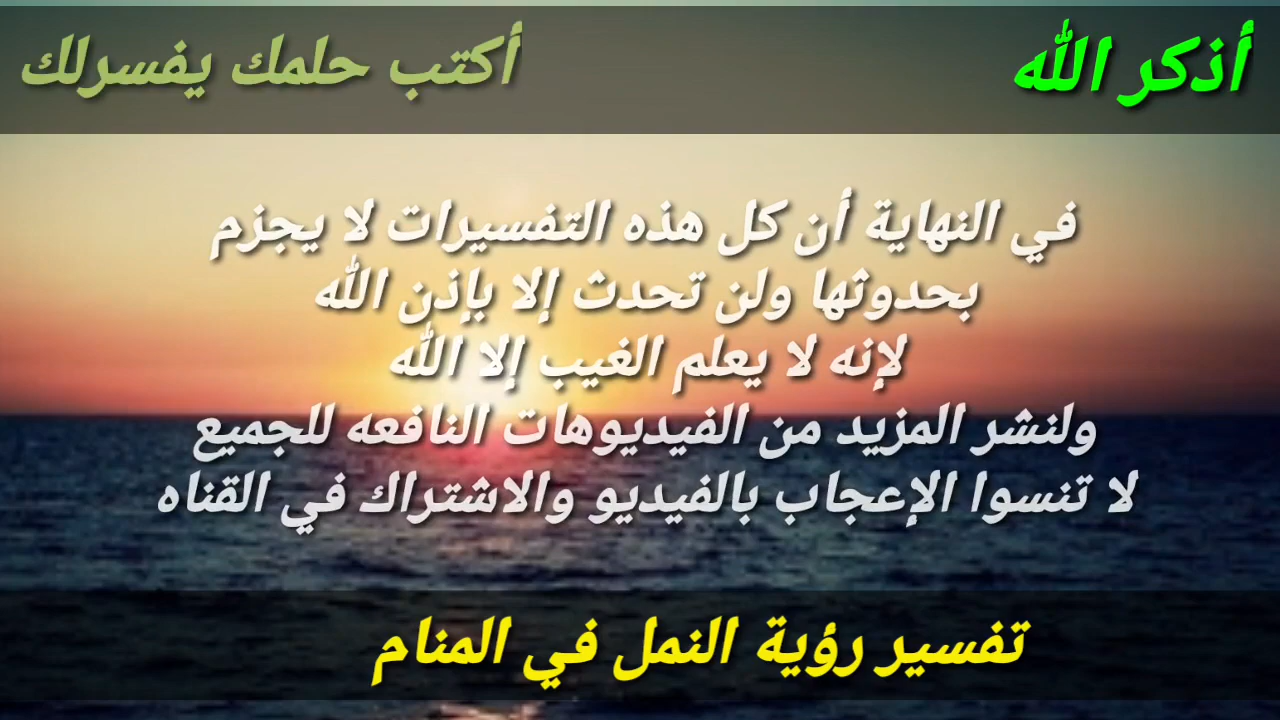 أذكر الله
أكتب حلمك يفسرلك
في النهاية أن كل هذه التفسيرات لا يجزم
بحدوثها ولن تحدث إلا بإذن الله
لإنه لا يعلم الغيب إلا الله
ولنشر المزيد من الفيديوهات النافعه للجميع
لا تنسوا الإعجاب بالفيديو والاشتراك في القناه
تفسير رؤية النمل في المنام